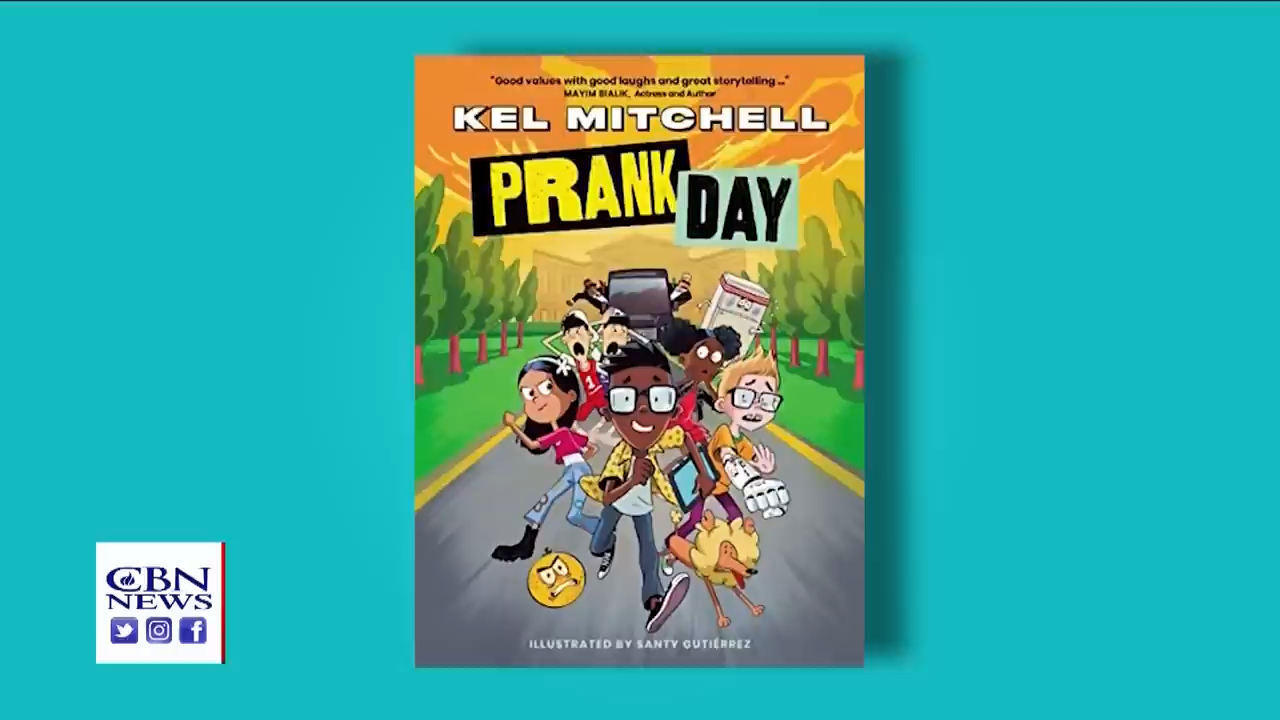 "Good values with good laughs and great storytelling ..."
MAYIM BIALIK, Actress and Author
KEL MITCHELL
PRANK
DAY
1
ILLUSTRATED BY SANTY GUTIÉRREZ
CBN
NEWS